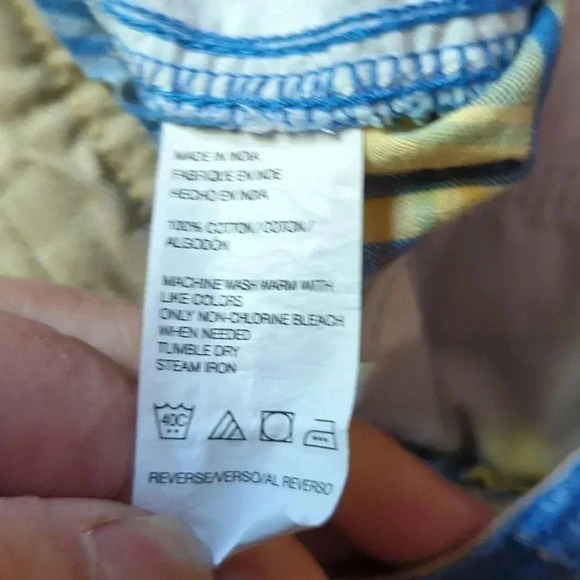 MADE IN INDIA
FABRIQUE EN INDE
HECHO EN INDIA
100% COTTON / COTON /
ALGODÓN
MACHINE WASH WARM WITH
LIKE COLORS
ONLY NON-CHLORINE BLEACH
WHEN NEEDED
TUMBLE DRY
STEAM IRON
40C
REVERSE/VERSO/AL REVERSO